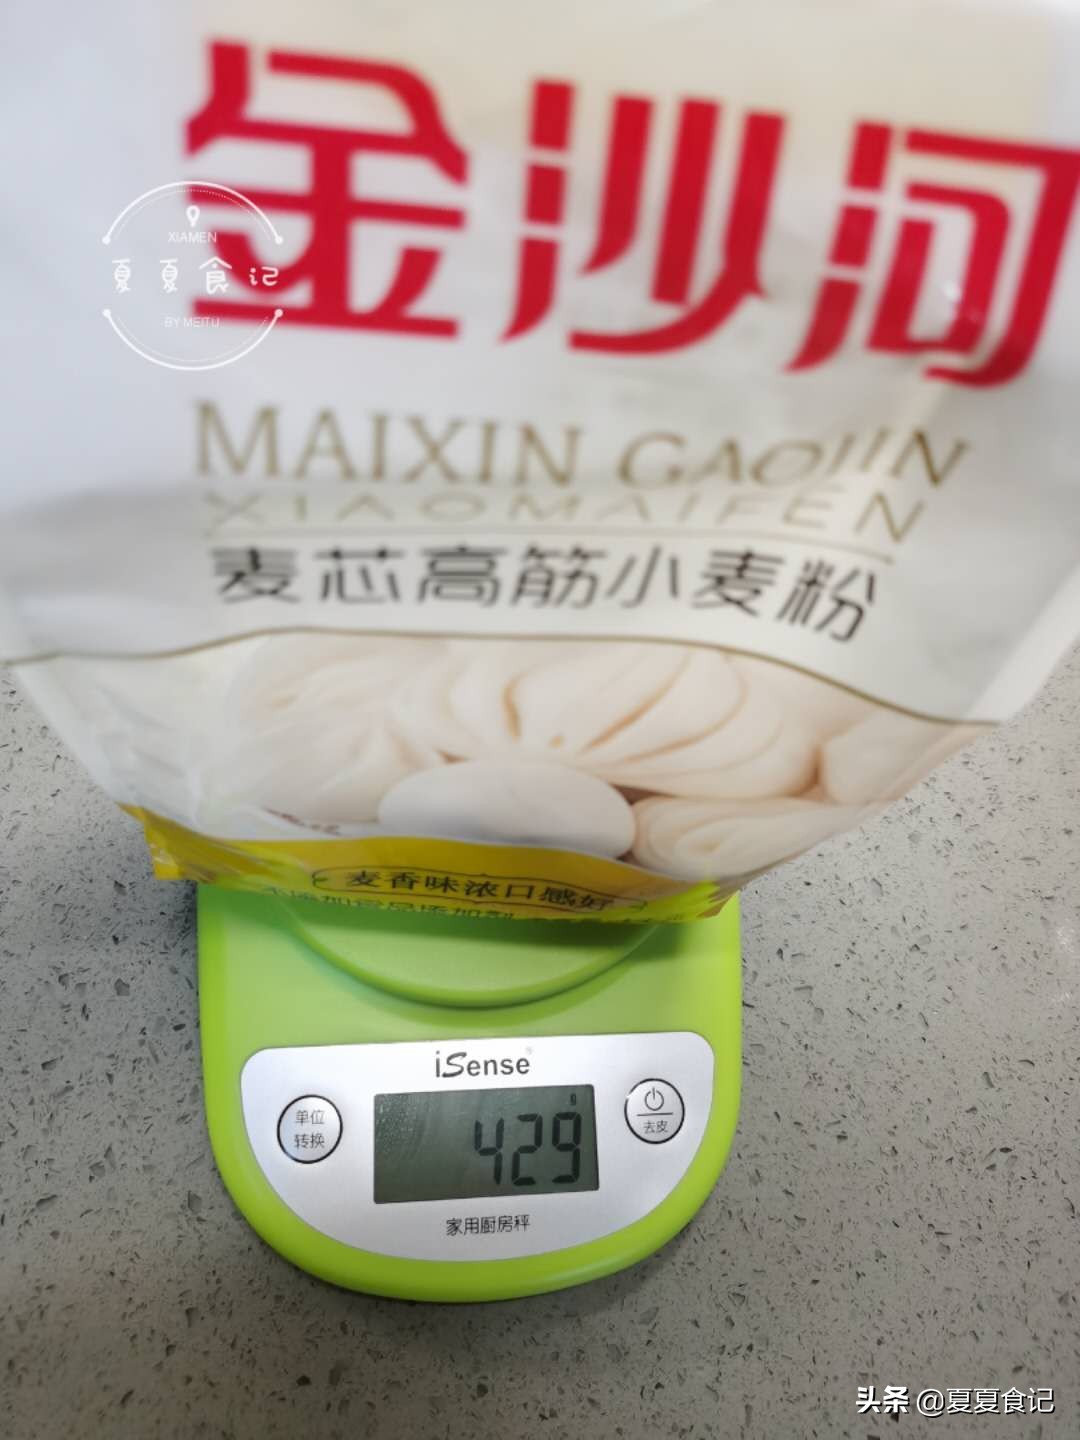 金沙河
XIAMEN
夏夏食记
BY MEITU
MAIXIN GAOJIN
XIAOMAIFEN
麦芯高筋小麦粉
麦香味浓口感好
iSense
单位
转换
429
g
去皮
家用厨房秤
头条 @夏夏食记